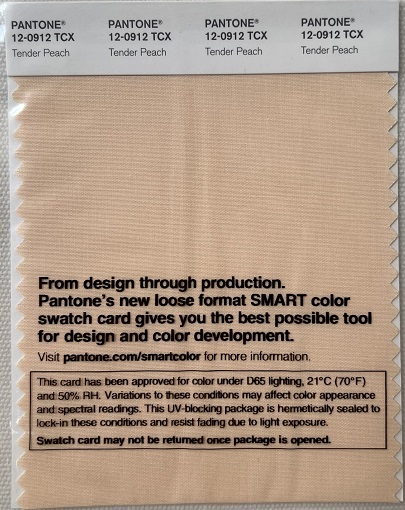 PANTONE® PANTONE® PANTONE® PANTONE®
12-0912 TCX 12-0912 TCX 12-0912 TCX 12-0912 TCX
Tender Peach Tender Peach Tender Peach Tender Peach
From design through production.
Pantone's new loose format SMART color
swatch card gives you the best possible tool
for design and color development.
Visit pantone.com/smartcolor for more information.
This card has been approved for color under D65 lighting, 21°C (70°F)
and 50% RH. Variations to these conditions may affect color appearance
and spectral readings. This UV-blocking package is hermetically sealed to
lock-in these conditions and resist fading due to light exposure.
Swatch card may not be returned once package is opened.